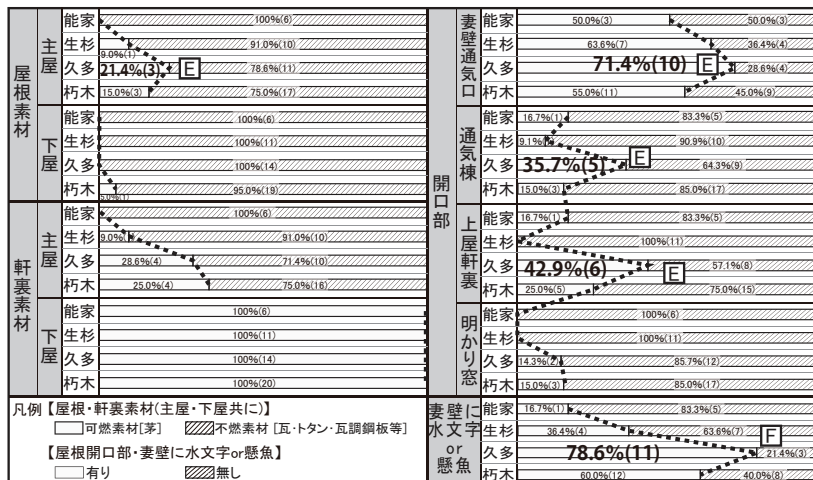 屋根素材
主屋
能家 100%(6)
生杉 9.0%(1) 91.0%(10)
久多 21.4%(3) E 78.6%(11)
朽木 15.0%(3) 75.0%(17)
下屋
能家 100%(6)
生杉 100%(11)
久多 100%(14)
朽木 5.0%(1) 95.0%(19)
軒裏素材
主屋
能家 100%(6)
生杉 9.0%( 91.0%(10)
久多 28.6%(4) 71.4%(10)
朽木 25.0%(4) 75.0%(16)
下屋
能家 100%(6)
生杉 100%(11)
久多 100%(14)
朽木 100%(20)
凡例【屋根・軒裏素材(主屋・下屋共に)】
可燃素材[茅] 不燃素材 [瓦・トタン・瓦調鋼板等]
【屋根開口部・妻壁に水文字or懸魚】
有り 無し
開口部
妻壁通気口
能家 50.0%(3) 50.0%(3)
生杉 63.6%(7) 36.4%(4)
久多 71.4%(10) E 28.6%(4)
朽木 55.0%(11) 45.0%(9)
通気棟
能家 16.7%(1) 83.3%(5)
生杉 9.1%( 90.9%(10)
久多 35.7%(5) E 64.3%(9)
朽木 15.0%(3) 85.0%(17)
上屋軒裏
能家 16.7%(1) 83.3%(5)
生杉 100%(11)
久多 42.9%(6) E 57.1%(8)
朽木 25.0%(5) 75.0%(15)
明かり窓
能家 100%(6)
生杉 100%(11)
久多 14.3%(2) 85.7%(12)
朽木 15.0%(3) 85.0%(17)
妻壁に水文字or懸魚
能家 16.7%(1) 83.3%(5)
生杉 36.4%(4) 63.6%(7)
久多 78.6%(11) F 21.4%(3)
朽木 60.0%(12) 40.0%(8)